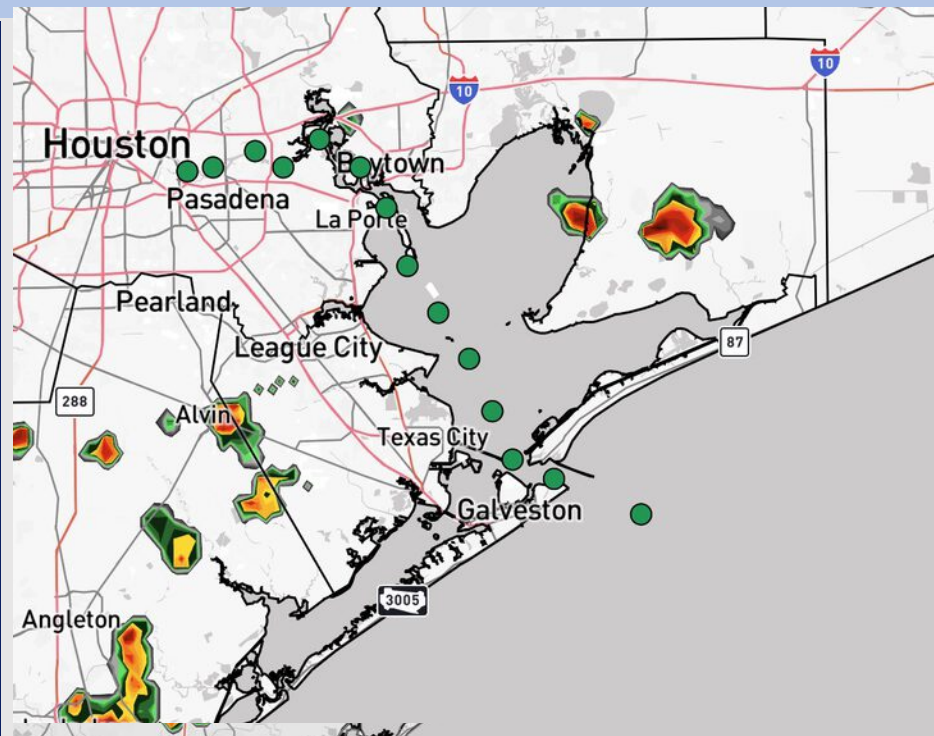 10
10
Houston
Baytown
Pasadena
La Porte
Pearland
League City
87
288
Alvin
Texas City
Galveston
3005
Angleton